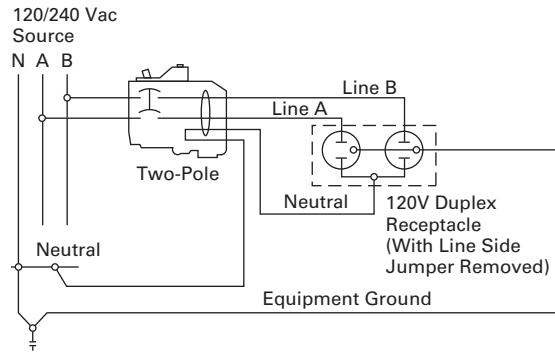 120/240 Vac
Source
N A B
Line B
Line A
Two-Pole
Neutral
120V Duplex
Receptacle
(With Line Side
Jumper Removed)
Neutral
Equipment Ground